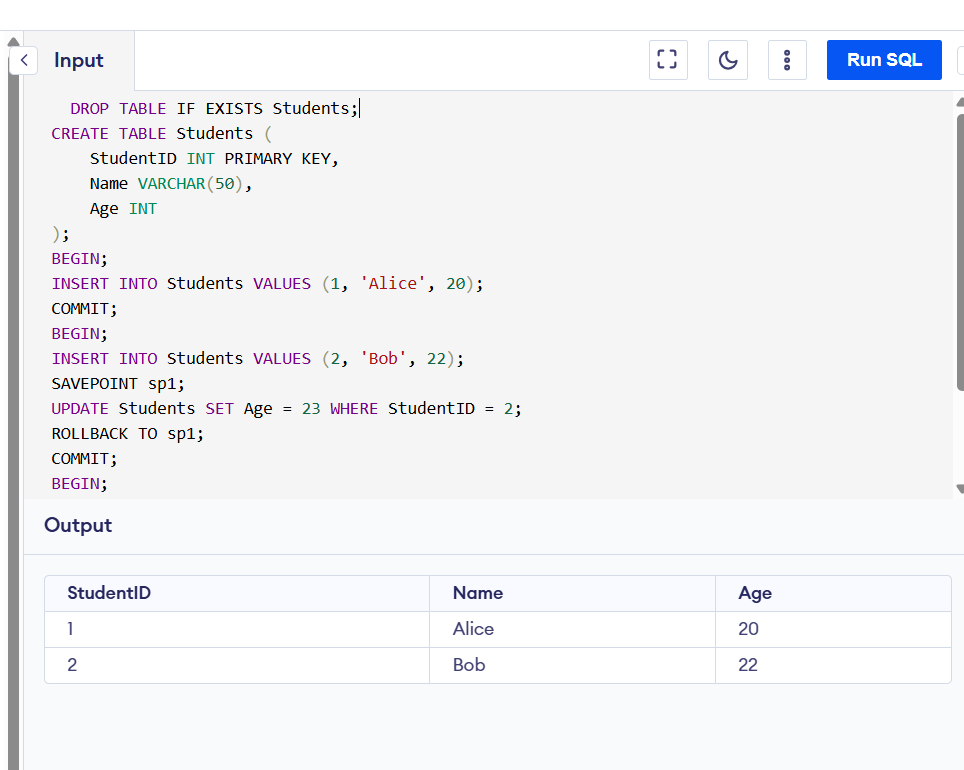 Input
Run SQL
DROP TABLE IF EXISTS Students;
CREATE TABLE Students (
StudentID INT PRIMARY KEY,
Name VARCHAR(50),
Age INT
);
BEGIN;
INSERT INTO Students VALUES (1, 'Alice', 20);
COMMIT;
BEGIN;
INSERT INTO Students VALUES (2, 'Bob', 22);
SAVEPOINT sp1;
UPDATE Students SET Age = 23 WHERE StudentID = 2;
ROLLBACK TO sp1;
COMMIT;
BEGIN;
Output
StudentID Name Age
1 Alice 20
2 Bob 22